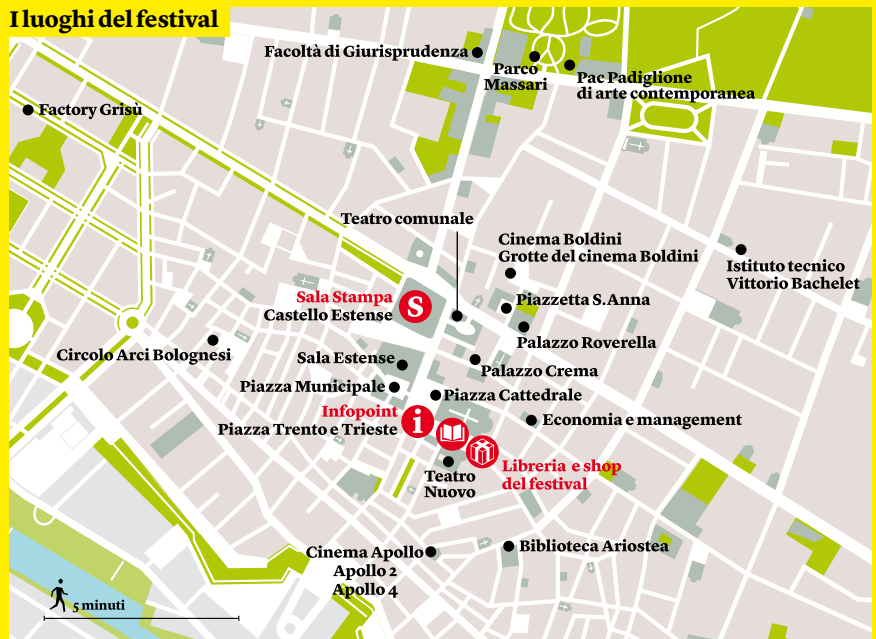 I luoghi del festival
Facoltà di Giurisprudenza
Parco
Massari
Pac Padiglione
di arte contemporanea
Factory Grisù
Teatro comunale
Cinema Boldini
Grotte del cinema Boldini
Istituto tecnico
Vittorio Bachelet
Sala Stampa
Castello Estense
S
Piazzetta S.Anna
Palazzo Roverella
Circolo Arci Bolognesi
Sala Estense
Palazzo Crema
Piazza Municipale
Piazza Cattedrale
Infopoint
Piazza Trento e Trieste
i
Economia e management
Libreria e shop
del festival
Teatro
Nuovo
Cinema Apollo
Apollo 2
Apollo 4
Biblioteca Ariostea
5 minuti